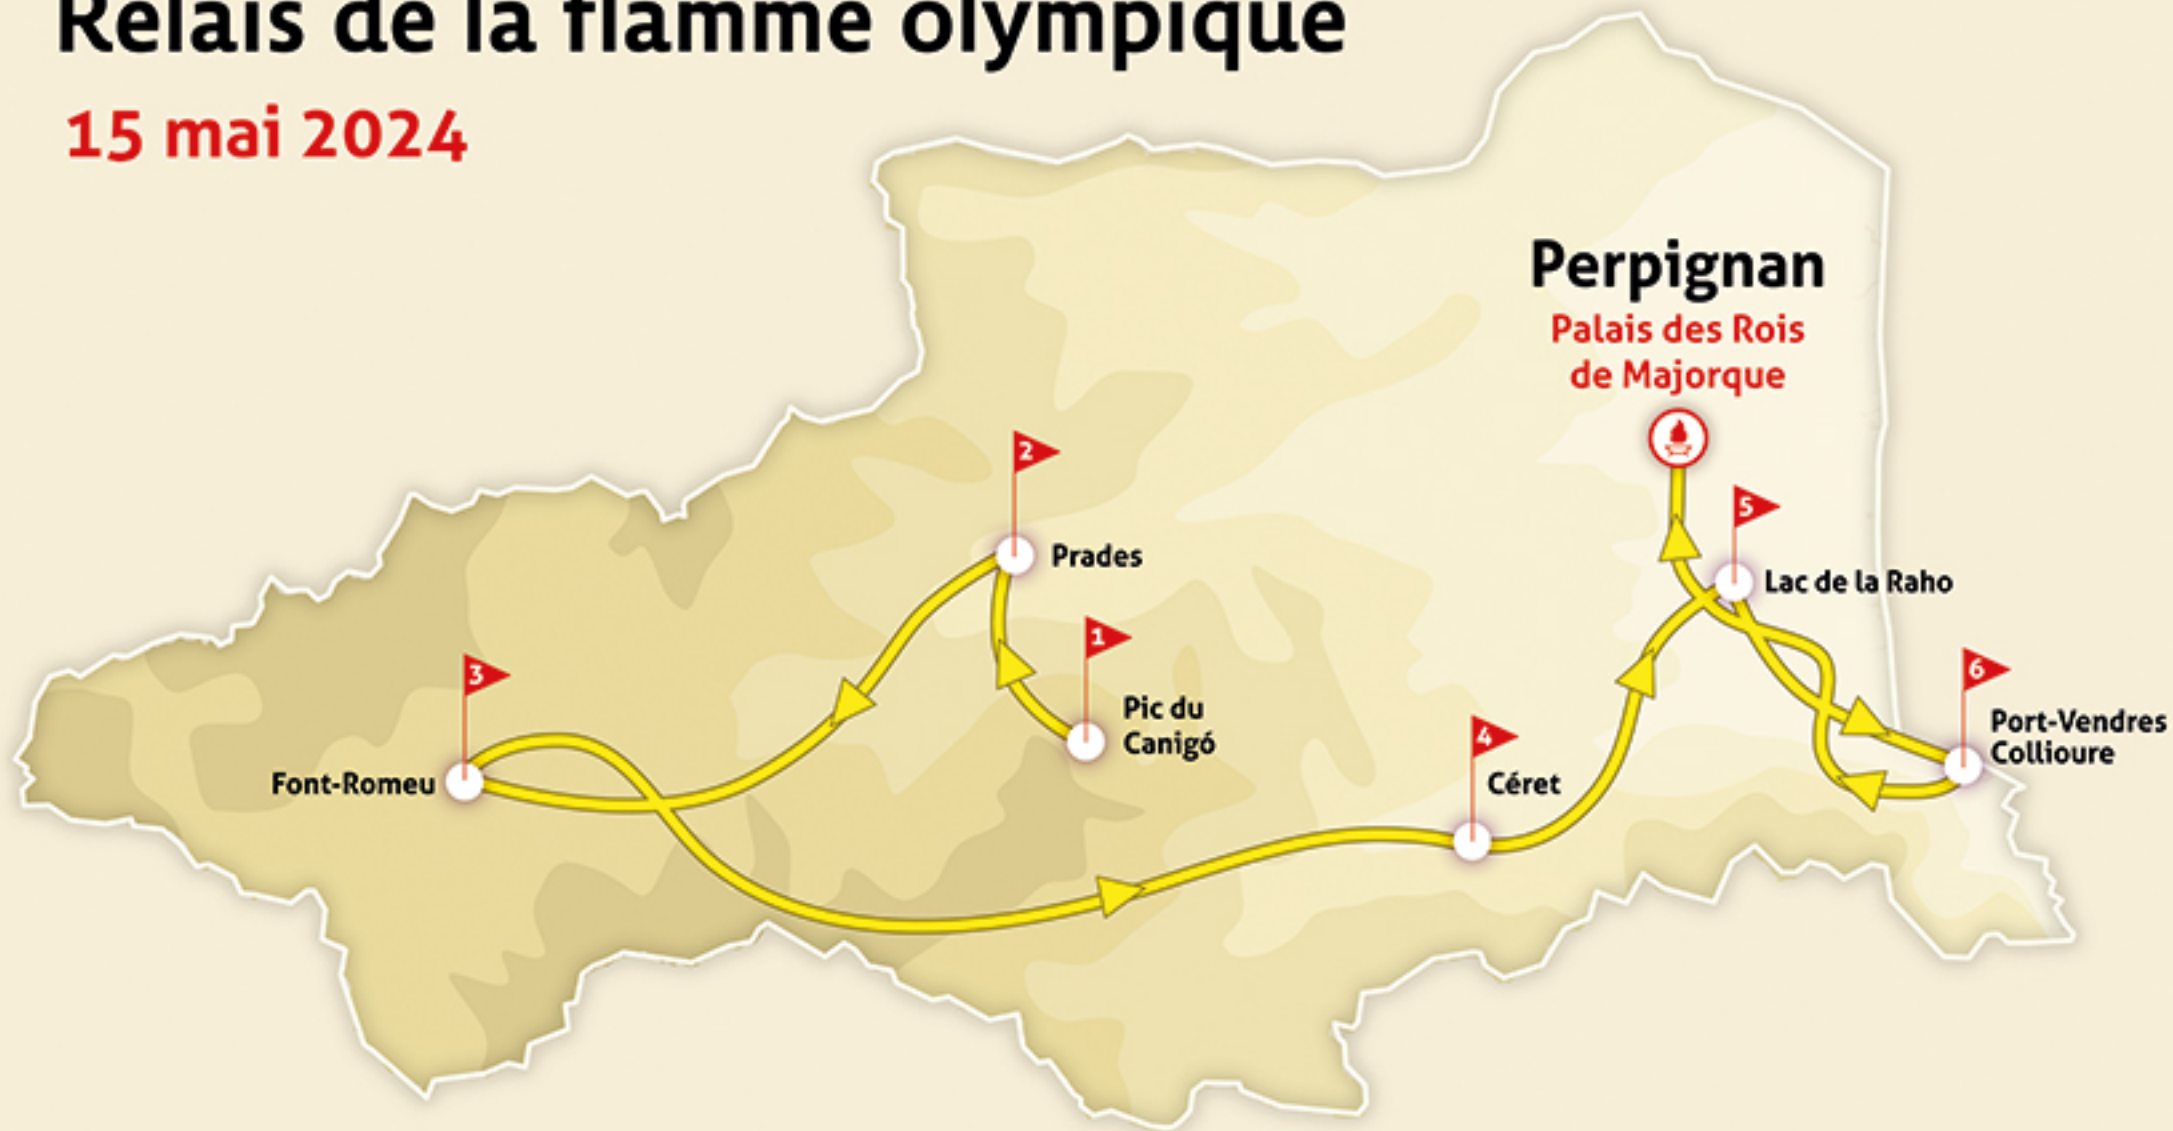 Relais de la flamme olympique
15 mai 2024
Perpignan
Palais des Rois
de Majorque
2
Prades
5
Lac de la Raho
1
Pic du
Canigó
3
Font-Romeu
4
Céret
6
Port-Vendres
Collioure